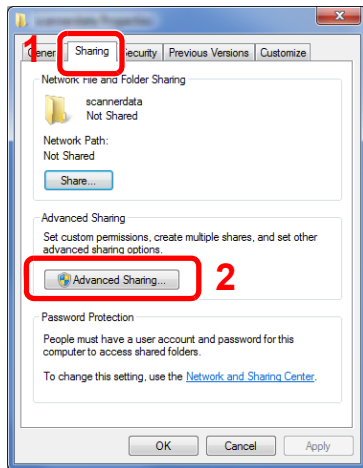 scannerdata Properties
1
General
Sharing
Security
Previous Versions
Customize
Network File and Folder Sharing
scannerdata
Not Shared
Network Path:
Not Shared
Share...
Advanced Sharing
Set custom permissions, create multiple shares, and set other
advanced sharing options.
Advanced Sharing...
2
Password Protection
People must have a user account and password for this
computer to access shared folders.
To change this setting, use the Network and Sharing Center.
OK
Cancel
Apply